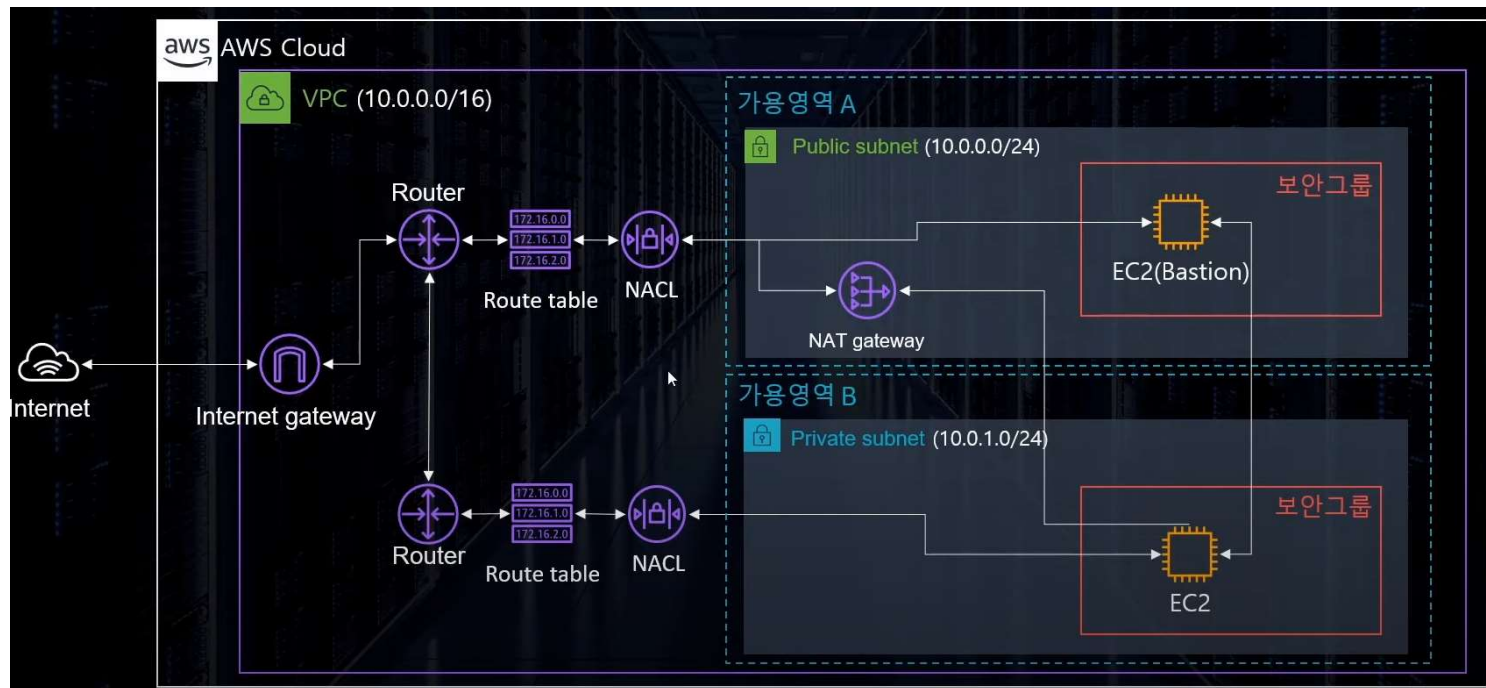 aws AWS Cloud
VPC (10.0.0.0/16)
가용영역 A
Public subnet (10.0.0.0/24)
보안그룹
Router
172.16.0.0
172.16.1.0
172.16.2.0
Route table
NACL
EC2(Bastion)
NAT gateway
Internet
Internet gateway
가용영역 B
Private subnet (10.0.1.0/24)
보안그룹
172.16.0.0
172.16.1.0
172.16.2.0
Router
Route table
NACL
EC2